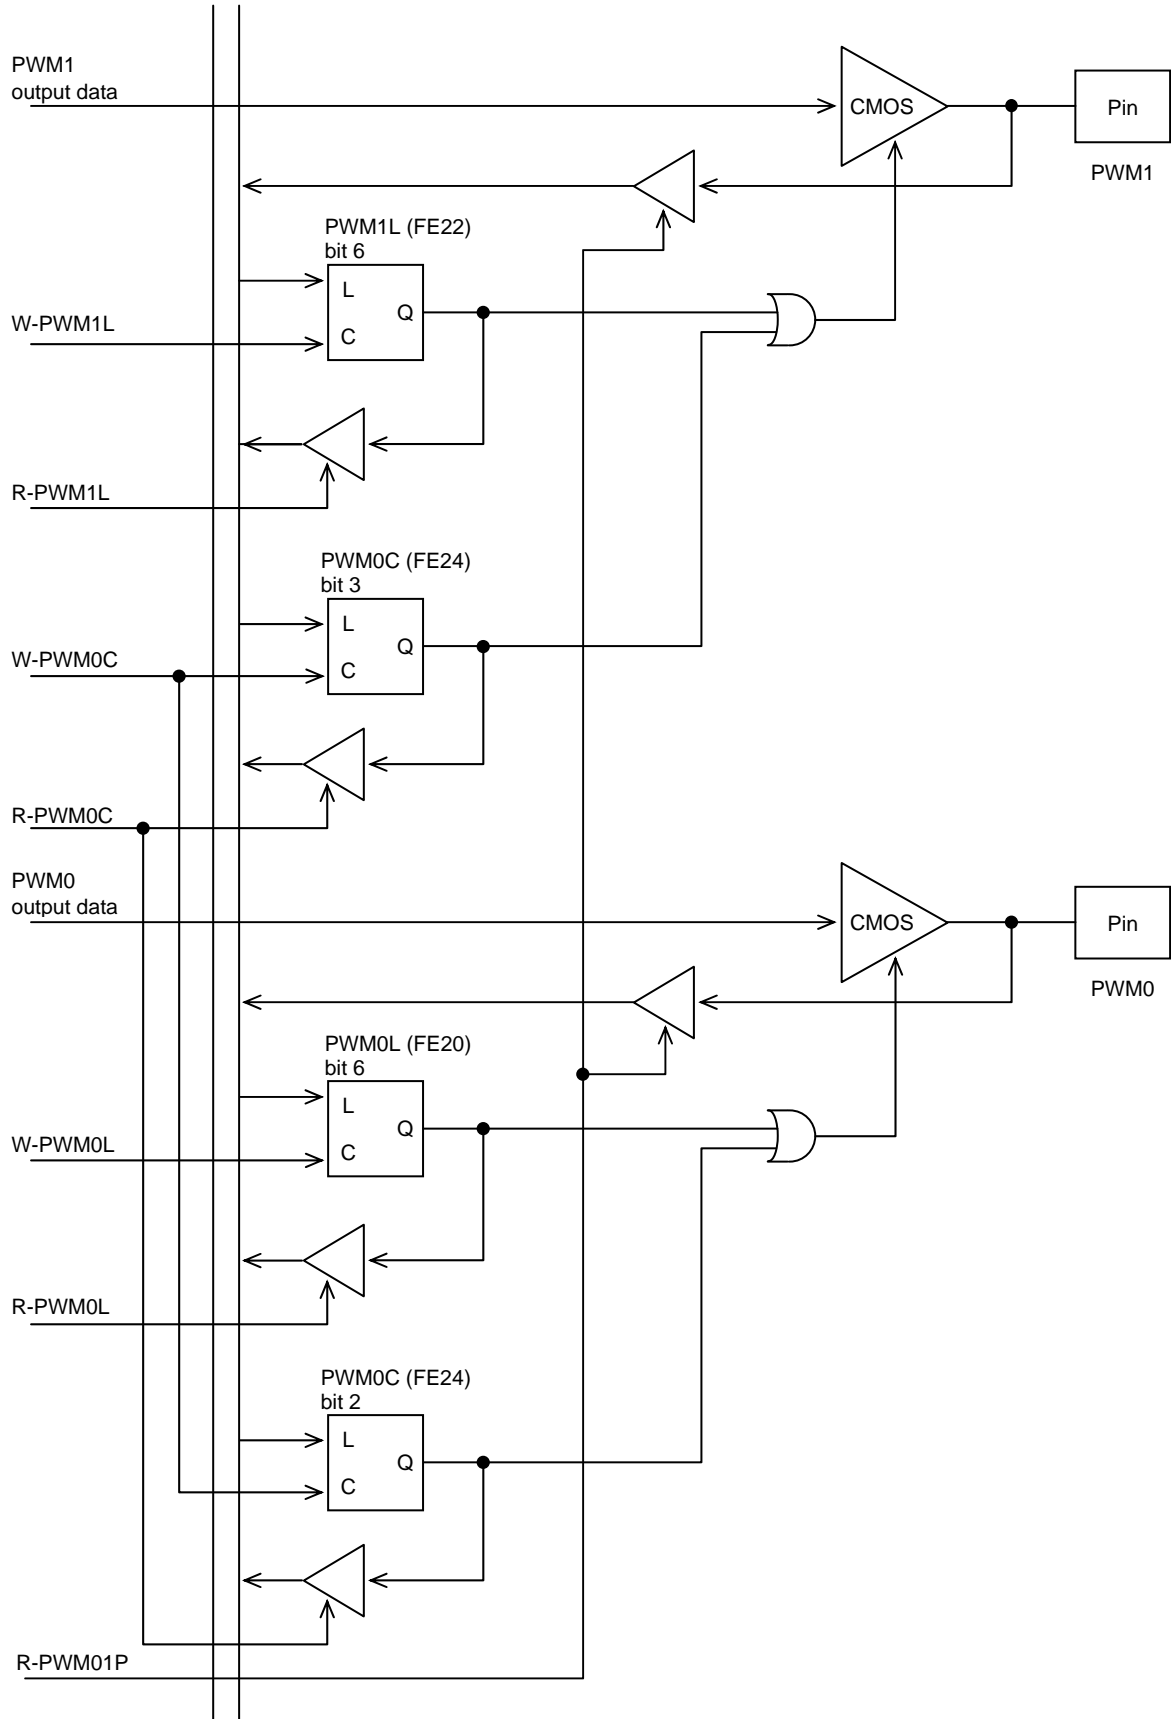 PWM1
output data
CMOS
Pin
PWM1
PWM1L (FE22)
bit 6
L
Q
C
W-PWM1L
R-PWM1L
PWM0C (FE24)
bit 3
L
Q
C
W-PWM0C
R-PWM0C
PWM0
output data
CMOS
Pin
PWM0
PWM0L (FE20)
bit 6
L
Q
C
W-PWM0L
R-PWM0L
PWM0C (FE24)
bit 2
L
Q
C
R-PWM01P